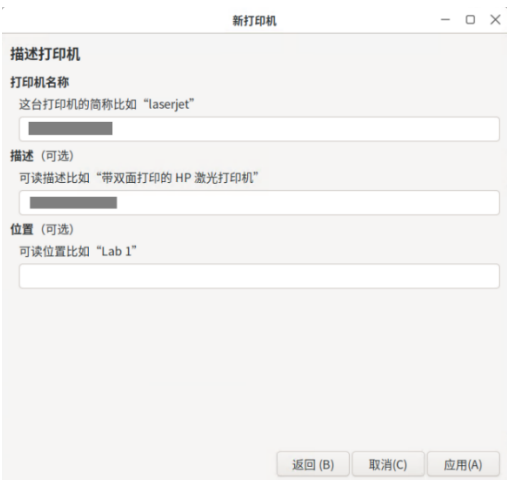 新打印机
描述打印机
打印机名称
这台打印机的简称比如“laserjet”
描述（可选）
可读描述比如“带双面打印的 HP 激光打印机”
位置（可选）
可读位置比如“Lab 1”
返回 (B) 取消(C) 应用(A)